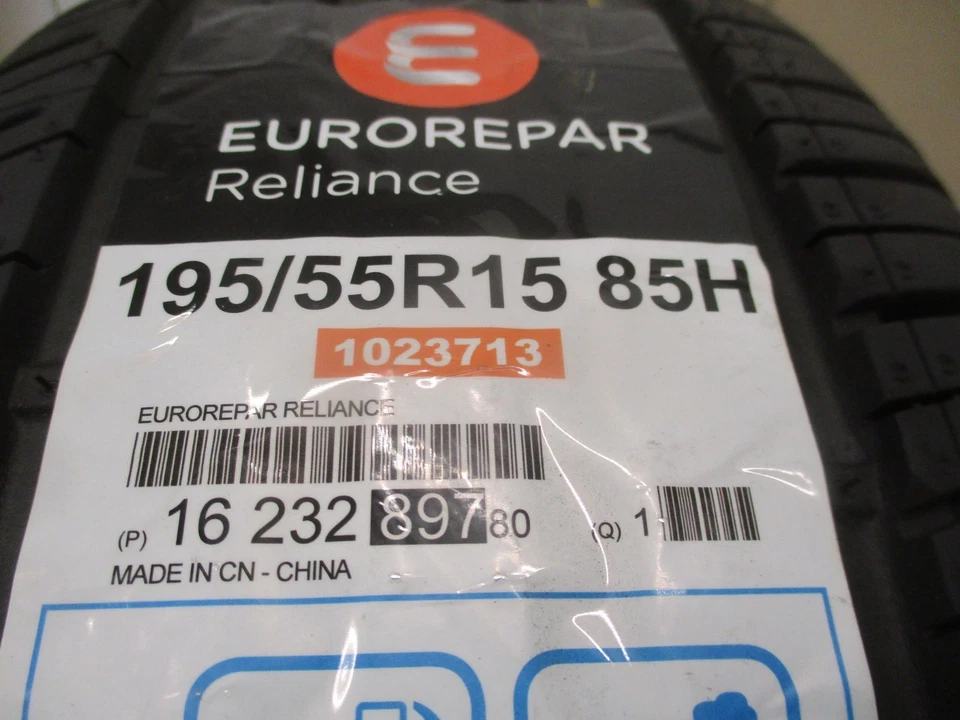 EUROREPAR
Reliance
195/55R15 85H
1023713
EUROREPAR RELIANCE
(P) 16 232 897 80 (Q) 1
MADE IN CN - CHINA